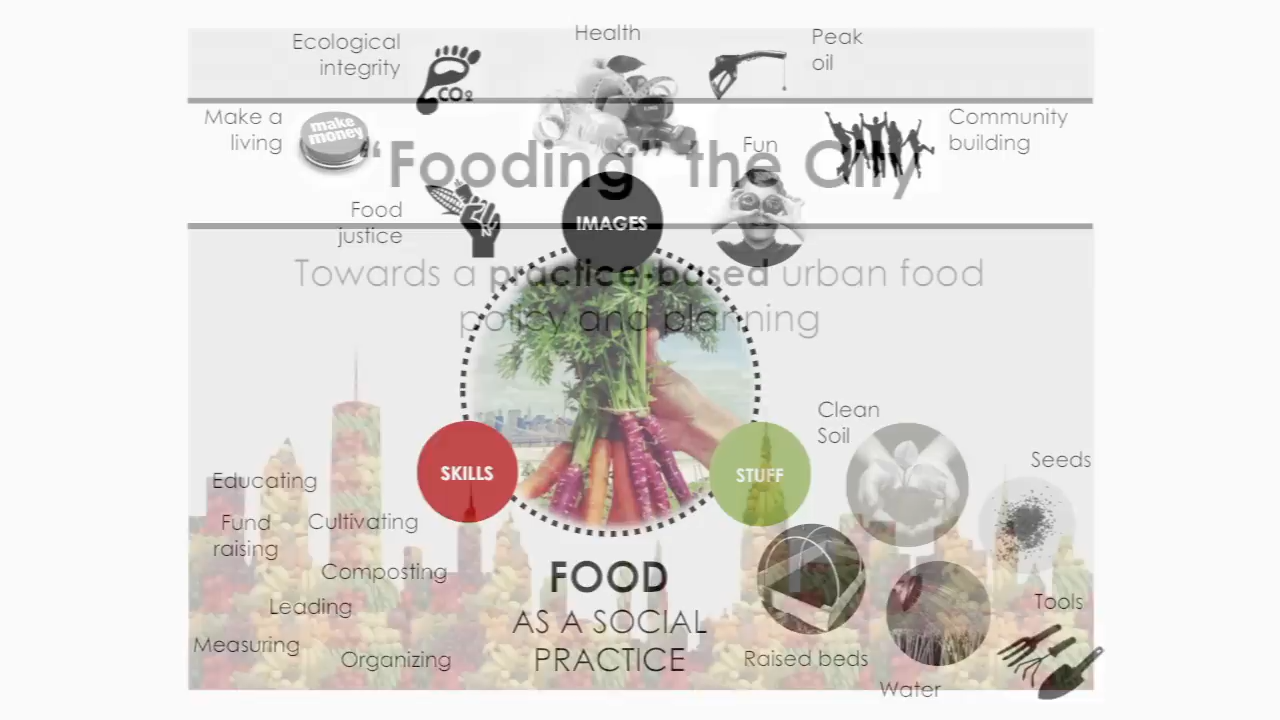 Ecological
integrity
CO2
Health
Peak
oil
Make a
living
make
money
Community
building
Fun
"Fooding" the City
Food
justice
IMAGES
Towards a practice-based urban food
policy and planning
Clean
Soil
SKILLS
STUFF
Seeds
Educating
Fund
raising
Cultivating
Composting
Leading
Measuring
Organizing
FOOD
AS A SOCIAL
PRACTICE
Raised beds
Tools
Water